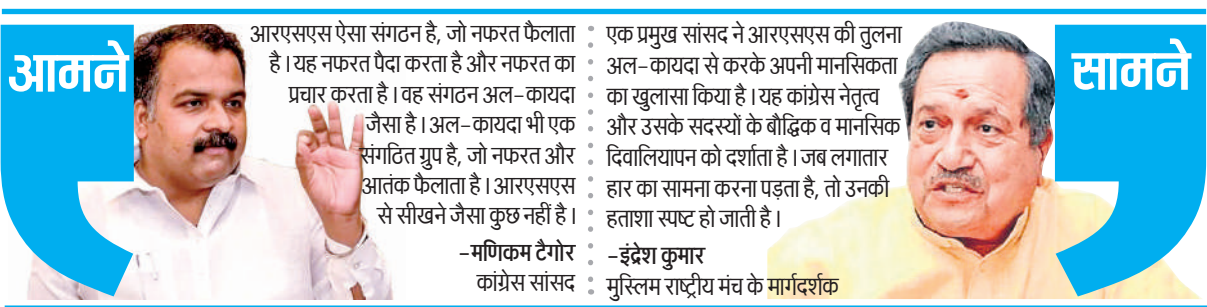 आमने
आरएसएस ऐसा संगठन है, जो नफरत फैलाता
है। यह नफरत पैदा करता है और नफरत का
प्रचार करता है। वह संगठन अल-कायदा
जैसा है। अल-कायदा भी एक
संगठित ग्रुप है, जो नफरत और
आतंक फैलाता है। आरएसएस
से सीखने जैसा कुछ नहीं है।
-मणिकम टैगोर
कांग्रेस सांसद
एक प्रमुख सांसद ने आरएसएस की तुलना
अल-कायदा से करके अपनी मानसिकता
का खुलासा किया है। यह कांग्रेस नेतृत्व
और उसके सदस्यों के बौद्धिक व मानसिक
दिवालियापन को दर्शाता है। जब लगातार
हार का सामना करना पड़ता है, तो उनकी
हताशा स्पष्ट हो जाती है।
-इंद्रेश कुमार
मुस्लिम राष्ट्रीय मंच के मार्गदर्शक
सामने